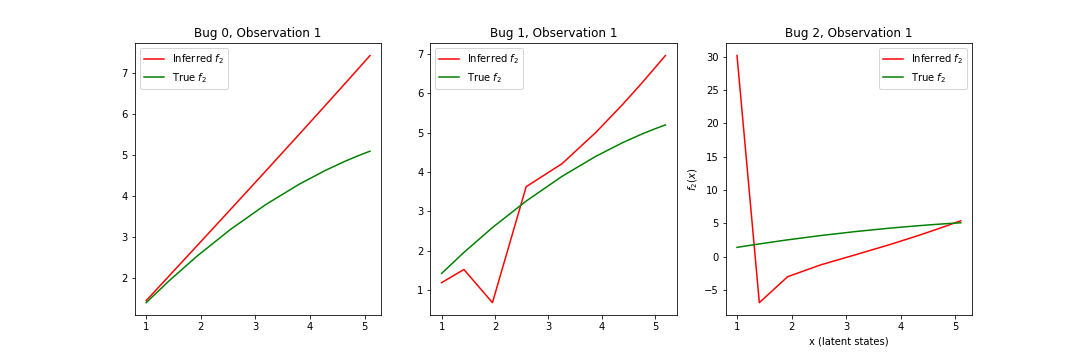 Bug 0, Observation 1
Inferred f₂
True f₂
7
6
5
4
3
2
1 2 3 4 5
Bug 1, Observation 1
Inferred f₂
True f₂
7
6
5
4
3
2
1
1 2 3 4 5
Bug 2, Observation 1
Inferred f₂
True f₂
f₂(x)
30
25
20
15
10
5
0
−5
1 2 3 4 5
x (latent states)